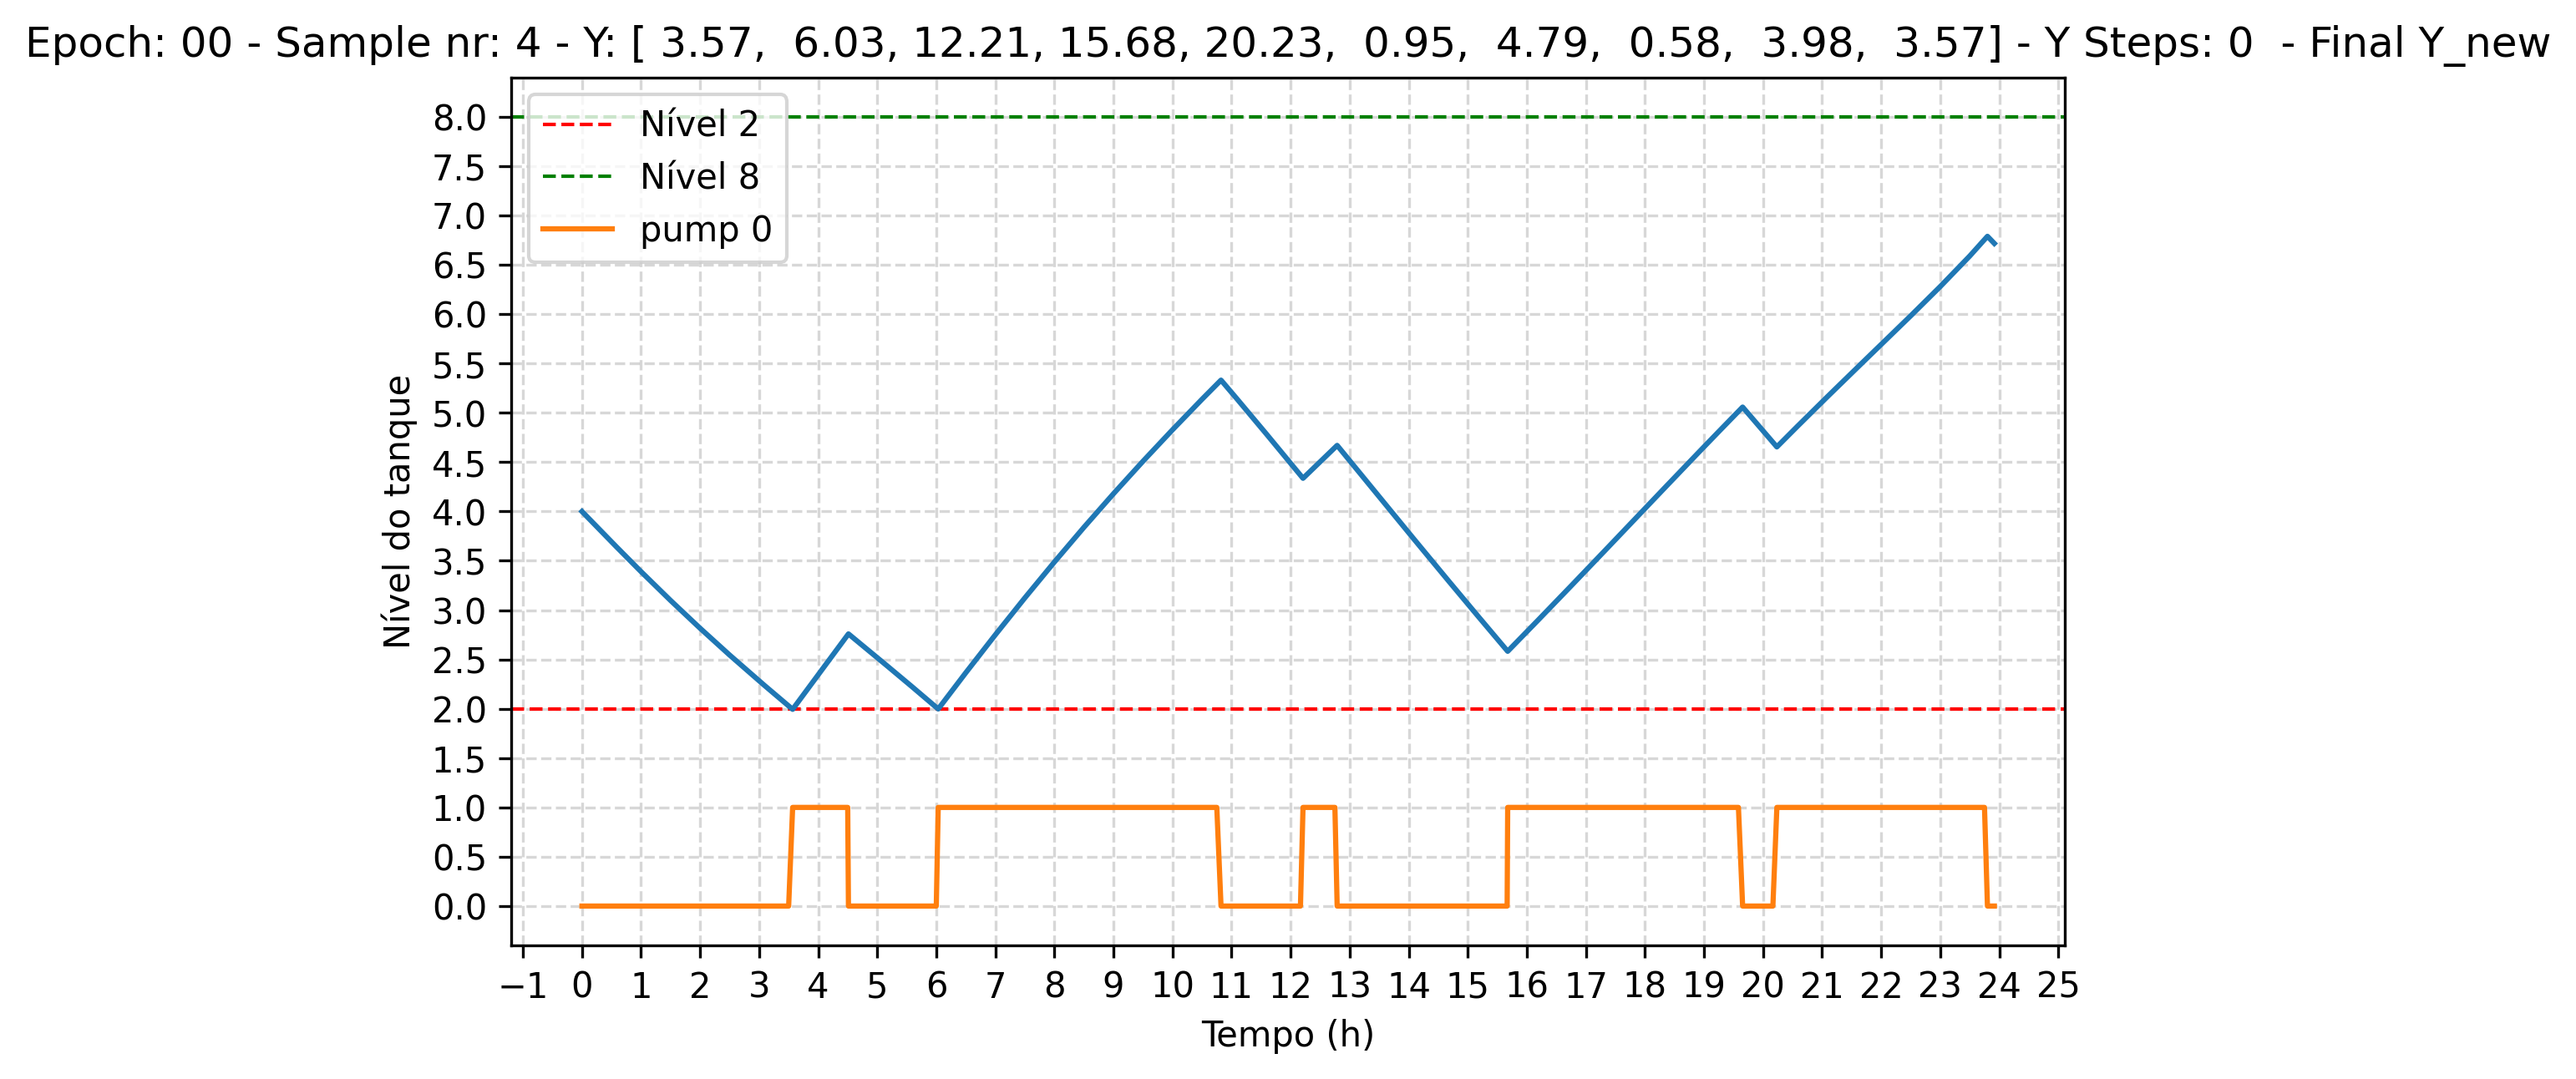 Epoch: 00 - Sample nr: 4 - Y: [ 3.57,  6.03, 12.21, 15.68, 20.23,  0.95,  4.79,  0.58,  3.98,  3.57] - Y Steps: 0  - Final Y_new
Nível 2
Nível 8
pump 0
8.0
7.5
7.0
6.5
6.0
5.5
5.0
4.5
4.0
3.5
3.0
2.5
2.0
1.5
1.0
0.5
0.0
Nível do tanque
−1 0 1 2 3 4 5 6 7 8 9 10 11 12 13 14 15 16 17 18 19 20 21 22 23 24 25
Tempo (h)